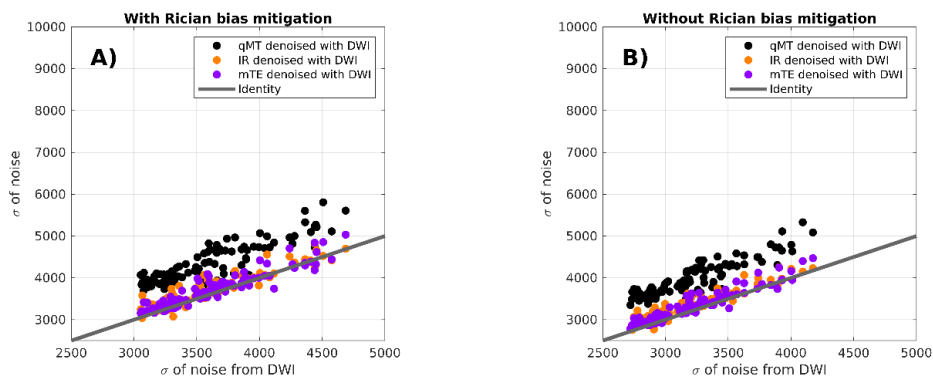 With Rician bias mitigation
A)
qMT denoised with DWI
IR denoised with DWI
mTE denoised with DWI
Identity
10000
9000
8000
7000
6000
5000
4000
3000
σ of noise
2500 3000 3500 4000 4500 5000
σ of noise from DWI
Without Rician bias mitigation
B)
qMT denoised with DWI
IR denoised with DWI
mTE denoised with DWI
Identity
10000
9000
8000
7000
6000
5000
4000
3000
σ of noise
2500 3000 3500 4000 4500 5000
σ of noise from DWI